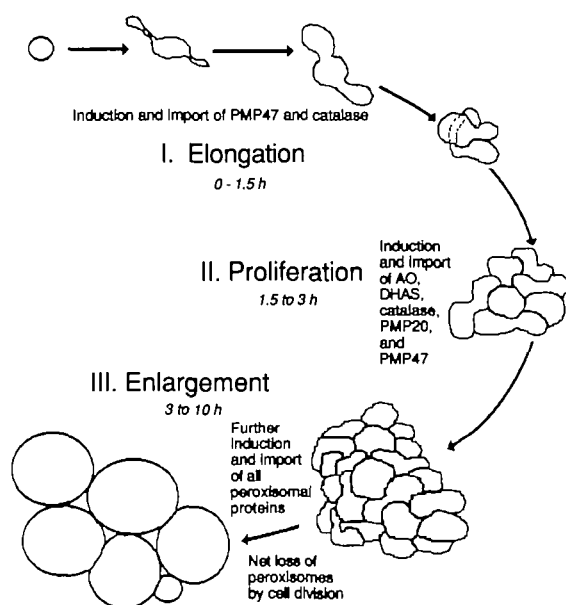 Induction and import of PMP47 and catalase
I. Elongation
0 - 1.5 h
II. Proliferation
1.5 to 3 h
Induction
and import
of AO,
DHAS,
catalase,
PMP20,
and
PMP47
III. Enlargement
3 to 10 h
Further
induction
and import
of all
peroxisomal
proteins
Net loss of
peroxisomes
by cell division